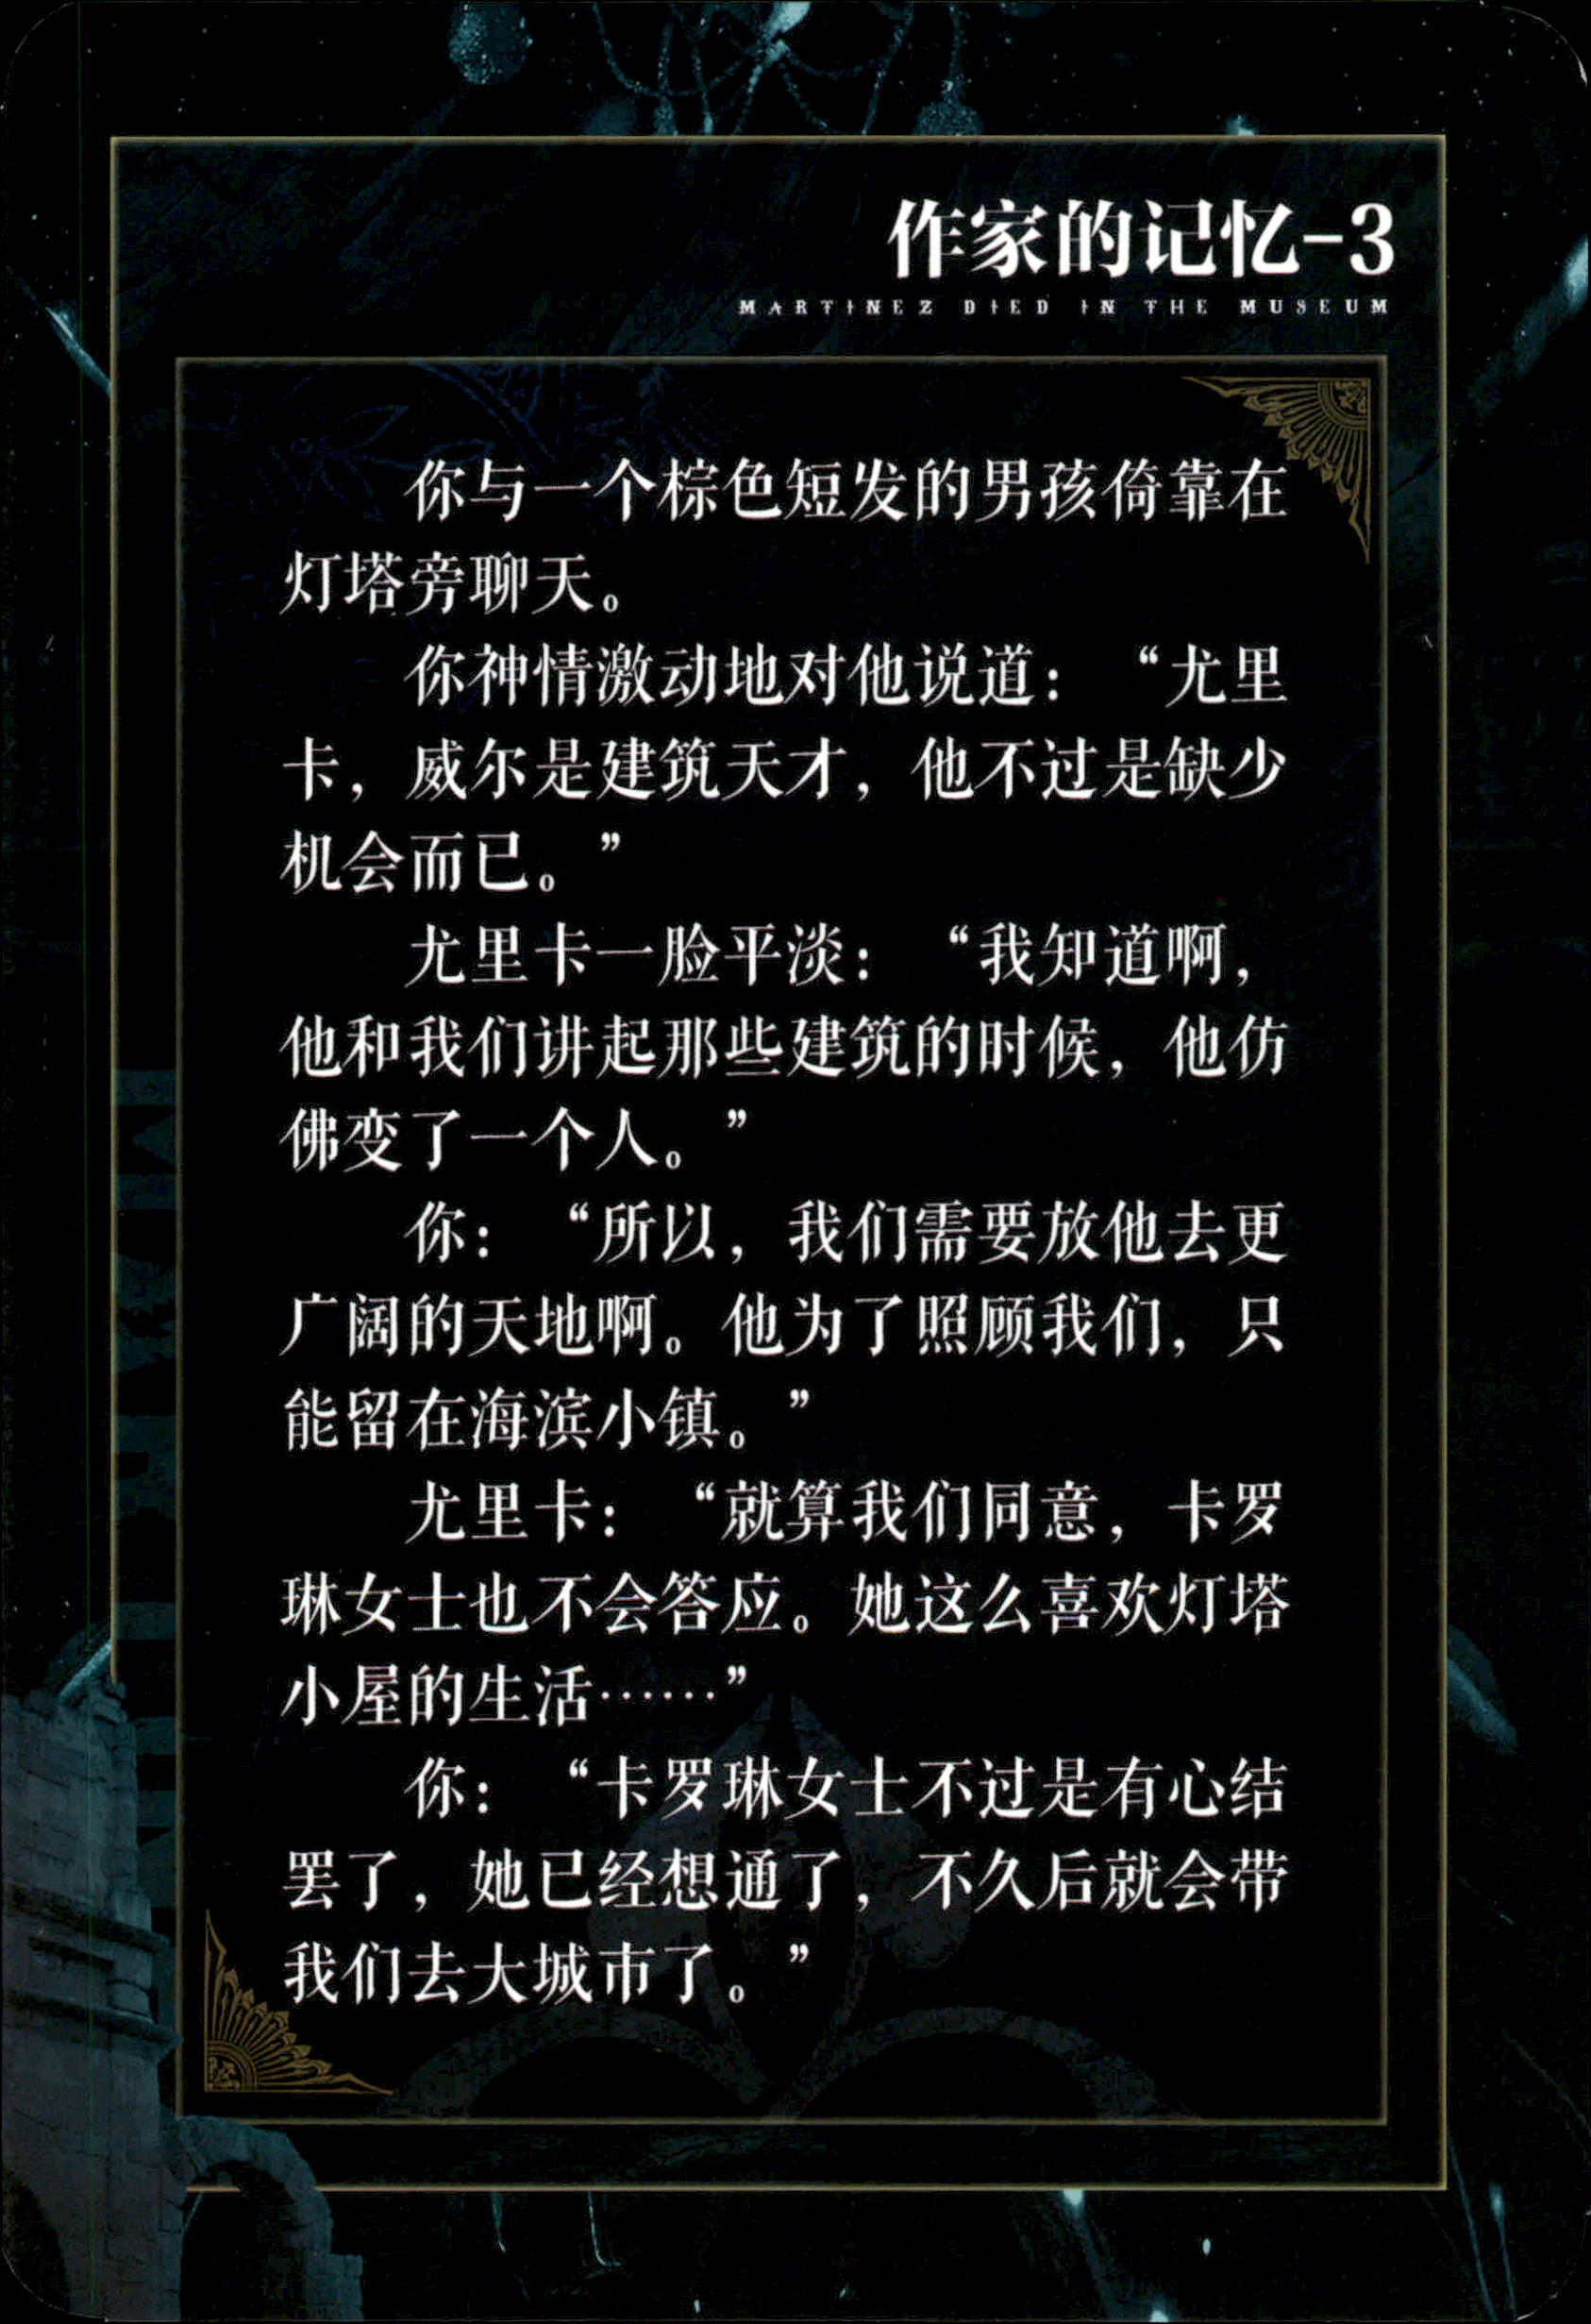 作家的记忆-3
MARTINEZ DIED IN THE MUSEUM
你与一个棕色短发的男孩倚靠在
灯塔旁聊天。
你神情激动地对他说道：“尤里
卡，威尔是建筑天才，他不过是缺少
机会而已。”
尤里卡一脸平淡：“我知道啊，
他和我们讲起那些建筑的时候，他仿
佛变了一个人。”
你：“所以，我们需要放他去更
广阔的天地啊。他为了照顾我们，只
能留在海滨小镇。”
尤里卡：“就算我们同意，卡罗
琳女士也不会答应。她这么喜欢灯塔
小屋的生活……”
你：“卡罗琳女士不过是有心结
罢了，她已经想通了，不久后就会带
我们去大城市了。”